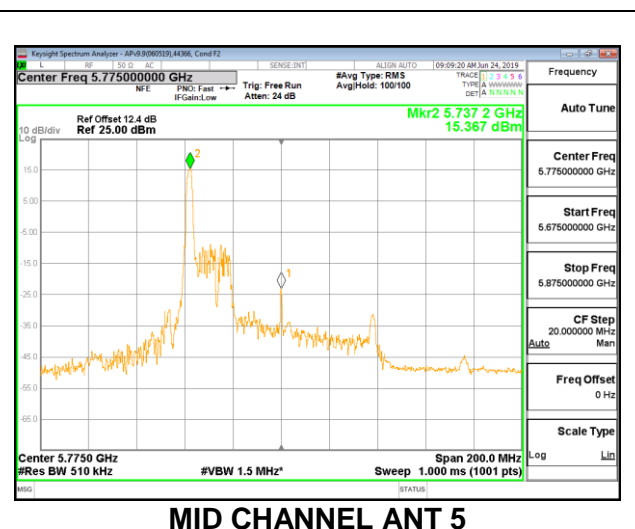 Keysight Spectrum Analyzer - APv9.9(060519),44366, Cond F2
L RF 50 Ω AC SENSE:INT ALIGN AUTO 09:09:20 AM Jun 24, 2019
Center Freq 5.775000000 GHz
NFE
PNO: Fast
IFGain:Low
Trig: Free Run
Atten: 24 dB
#Avg Type: RMS
Avg|Hold: 100/100
TRACE 1 2 3 4 5 6
TYPE A WWWWW
DET A N N N N N
Frequency
Auto Tune
Center Freq
5.775000000 GHz
Start Freq
5.675000000 GHz
Stop Freq
5.875000000 GHz
CF Step
20.000000 MHz
Auto Man
Freq Offset
0 Hz
Scale Type
Log Lin
Mkr2 5.737 2 GHz
15.367 dBm
Ref Offset 12.4 dB
10 dB/div Ref 25.00 dBm
Log
15.0
5.00
-5.00
-15.0
-25.0
-35.0
-45.0
-55.0
-65.0
2
1
Center 5.7750 GHz Span 200.0 MHz
#Res BW 510 kHz #VBW 1.5 MHz* Sweep 1.000 ms (1001 pts)
MSG STATUS
MID CHANNEL ANT 5